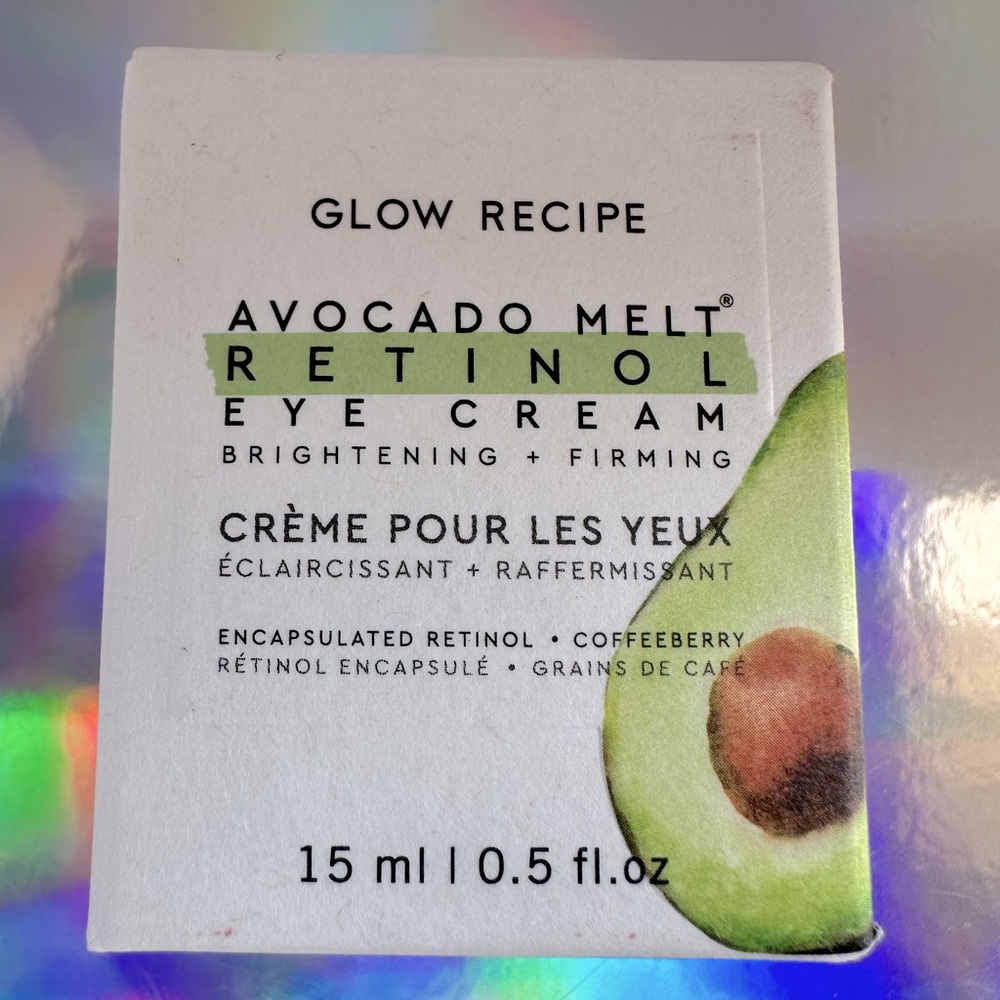 GLOW RECIPE
AVOCADO MELT®
RETINOL
EYE CREAM
BRIGHTENING + FIRMING
CRÈME POUR LES YEUX
ÉCLAIRCISSANT + RAFFERMISSANT
ENCAPSULATED RETINOL • COFFEEBERRY
RÉTINOL ENCAPSULÉ • GRAINS DE CAFÉ
15 ml | 0.5 fl.oz